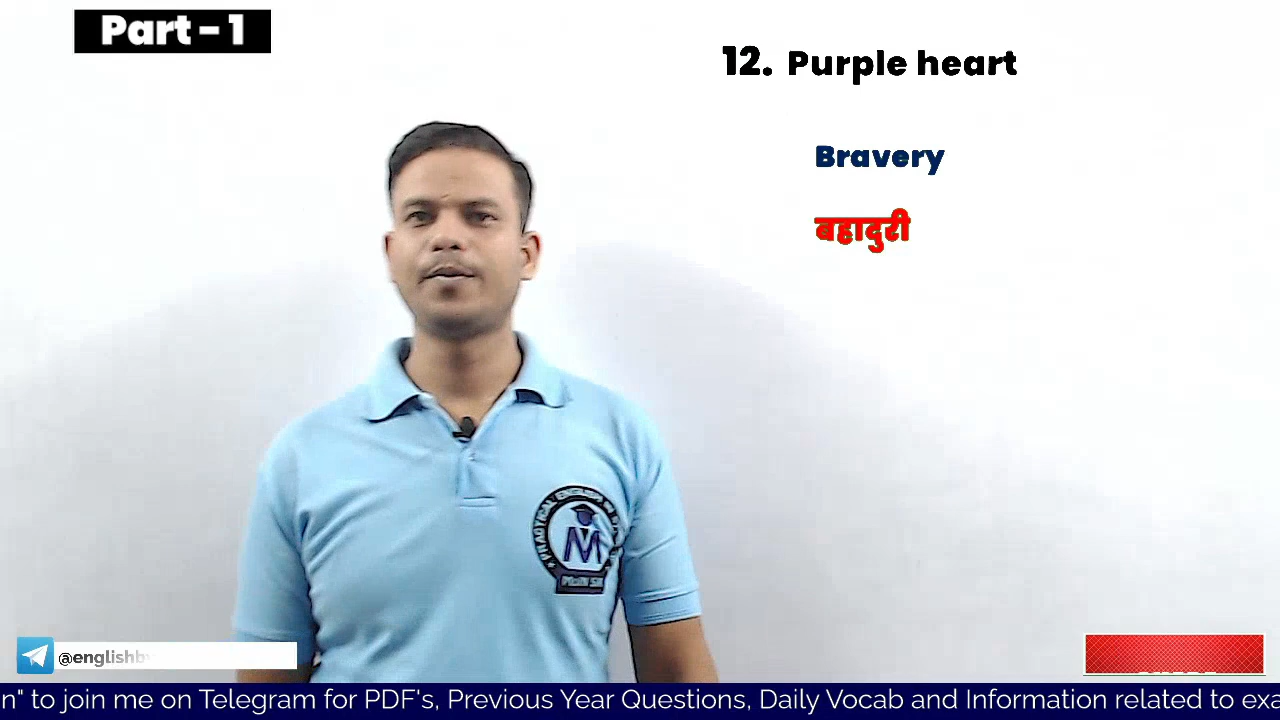 Part - 1
12. Purple heart
Bravery
बहादुरी
M
@englishb
n" to join me on Telegram for PDF's, Previous Year Questions, Daily Vocab and Information related to exa